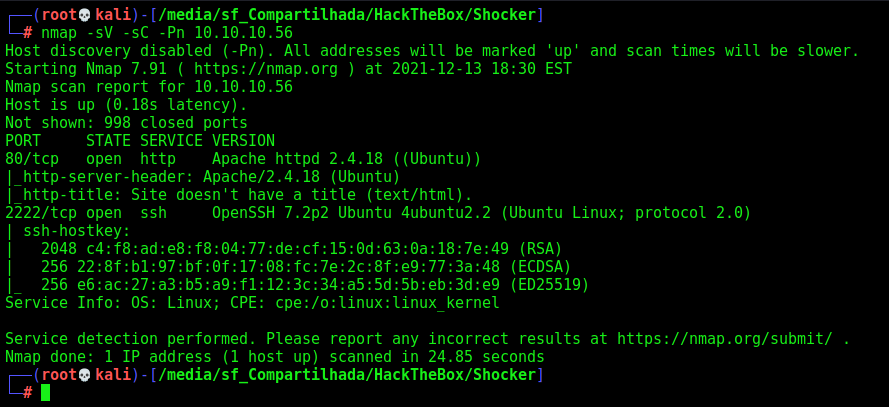 ┌──(root💀kali)-[/media/sf_Compartilhada/HackTheBox/Shocker]
└─# nmap -sV -sC -Pn 10.10.10.56
Host discovery disabled (-Pn). All addresses will be marked 'up' and scan times will be slower.
Starting Nmap 7.91 ( https://nmap.org ) at 2021-12-13 18:30 EST
Nmap scan report for 10.10.10.56
Host is up (0.18s latency).
Not shown: 998 closed ports
PORT     STATE SERVICE VERSION
80/tcp   open  http    Apache httpd 2.4.18 ((Ubuntu))
|_http-server-header: Apache/2.4.18 (Ubuntu)
|_http-title: Site doesn't have a title (text/html).
2222/tcp open  ssh     OpenSSH 7.2p2 Ubuntu 4ubuntu2.2 (Ubuntu Linux; protocol 2.0)
| ssh-hostkey:
|   2048 c4:f8:ad:e8:f8:04:77:de:cf:15:0d:63:0a:18:7e:49 (RSA)
|   256 22:8f:b1:97:bf:0f:17:08:fc:7e:2c:8f:e9:77:3a:48 (ECDSA)
|_  256 e6:ac:27:a3:b5:a9:f1:12:3c:34:a5:5d:5b:eb:3d:e9 (ED25519)
Service Info: OS: Linux; CPE: cpe:/o:linux:linux_kernel
Service detection performed. Please report any incorrect results at https://nmap.org/submit/ .
Nmap done: 1 IP address (1 host up) scanned in 24.85 seconds
┌──(root💀kali)-[/media/sf_Compartilhada/HackTheBox/Shocker]
└─#